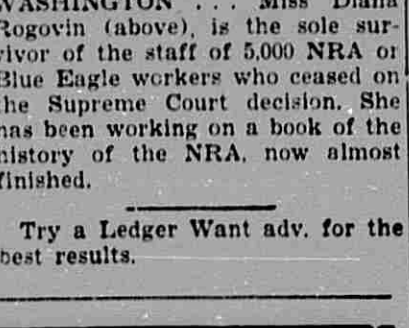 WASHINGTON . . . Miss Diana
Rogovin (above), is the sole sur-
vivor of the staff of 5,000 NRA or
Blue Eagle workers who ceased on
the Supreme Court decision. She
has been working on a book of the
history of the NRA, now almost
finished.
Try a Ledger Want adv. for the
best results.